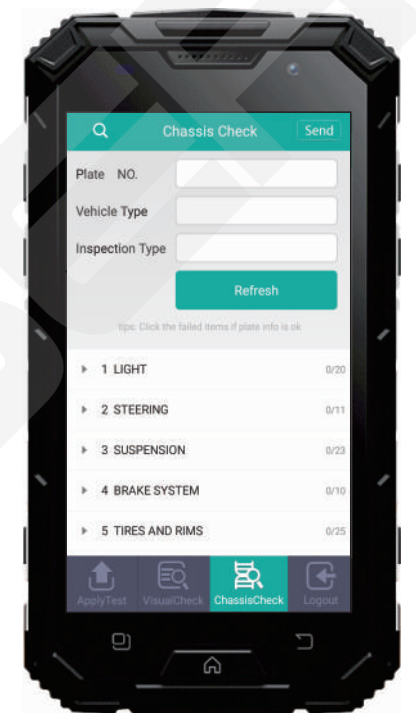 Chassis Check Send
Plate NO.
Vehicle Type
Inspection Type
Refresh
tips: Click the failed items if plate info is ok
1 LIGHT 0/20
2 STEERING 0/11
3 SUSPENSION 0/23
4 BRAKE SYSTEM 0/10
5 TIRES AND RIMS 0/25
ApplyTest VisualCheck ChassisCheck Logout